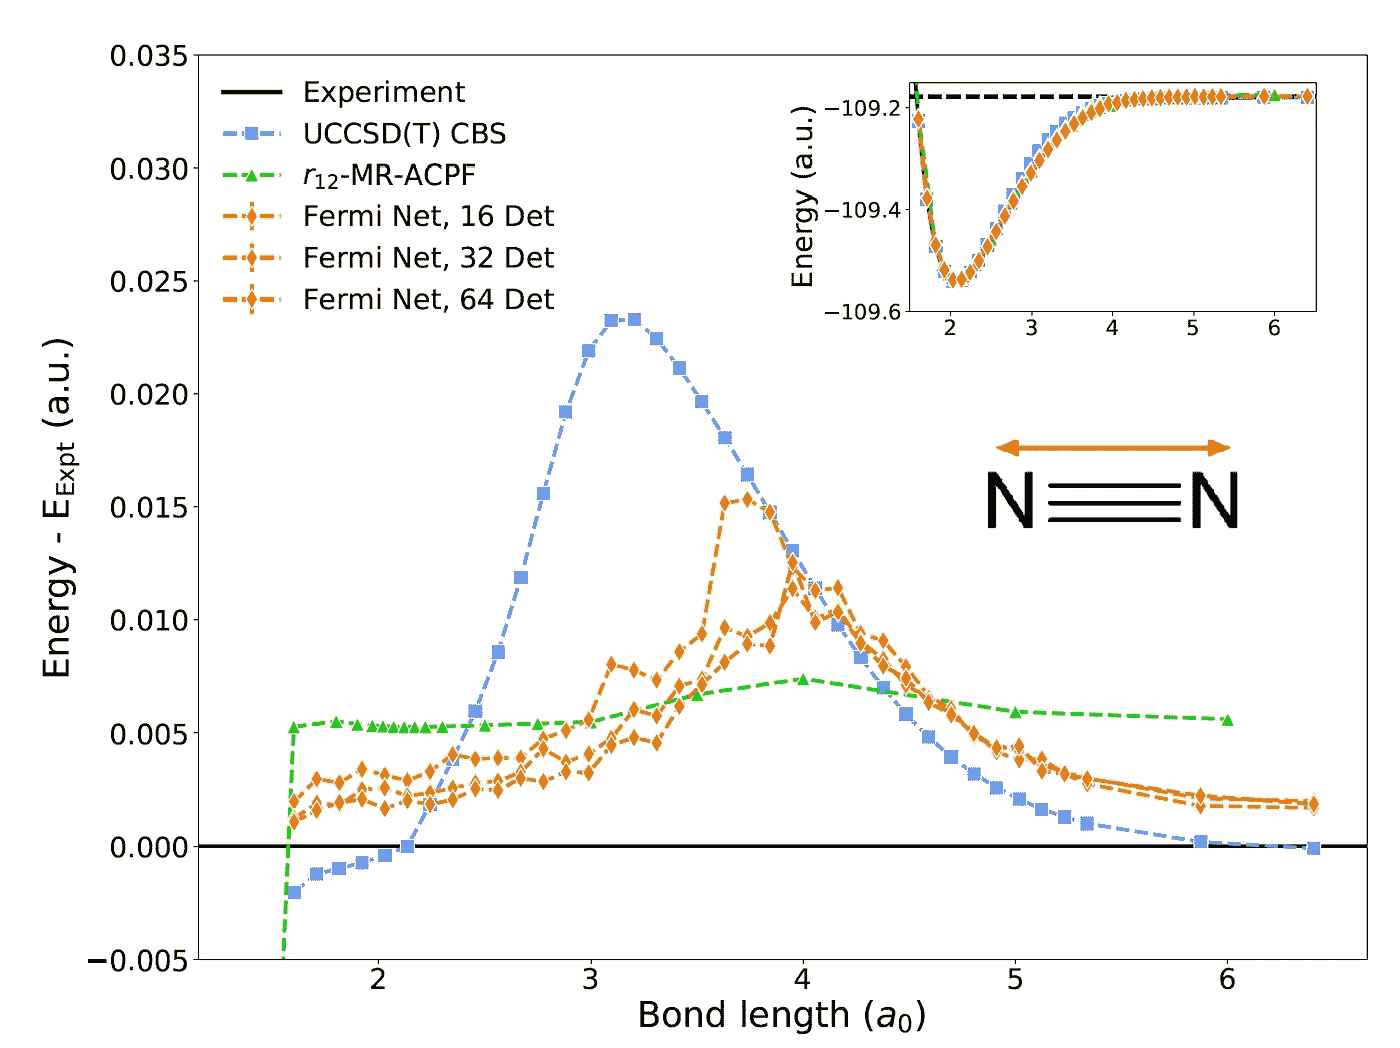 0.035
0.030
0.025
0.020
0.015
0.010
0.005
0.000
−0.005
Energy - E_Expt (a.u.)
Experiment
UCCSD(T) CBS
r₁₂-MR-ACPF
Fermi Net, 16 Det
Fermi Net, 32 Det
Fermi Net, 64 Det
−109.2
−109.4
−109.6
Energy (a.u.)
2 3 4 5 6
N N
2 3 4 5 6
Bond length (a₀)